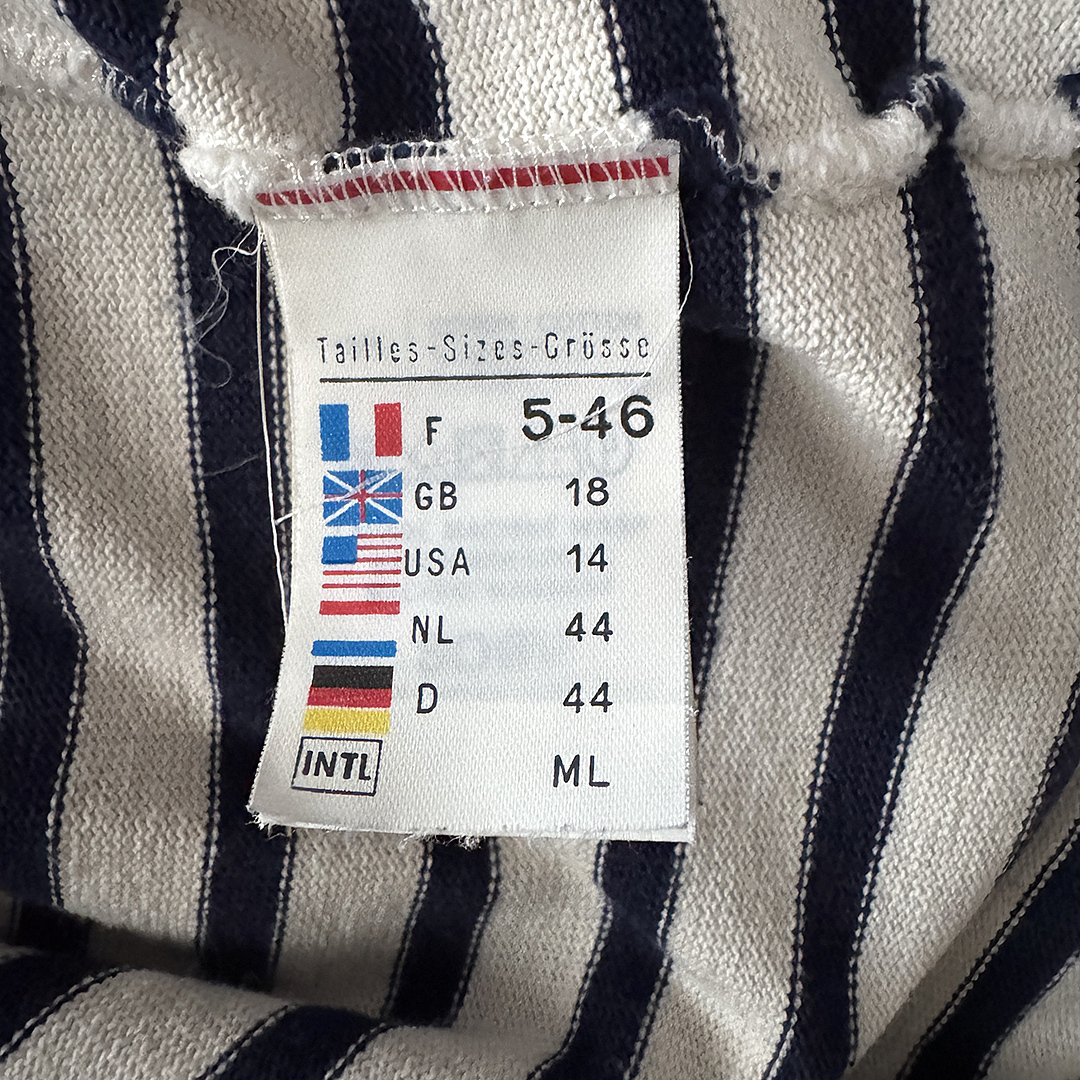 Tailles-Sizes-Grösse
F 5-46
GB 18
USA 14
NL 44
D 44
INTL ML